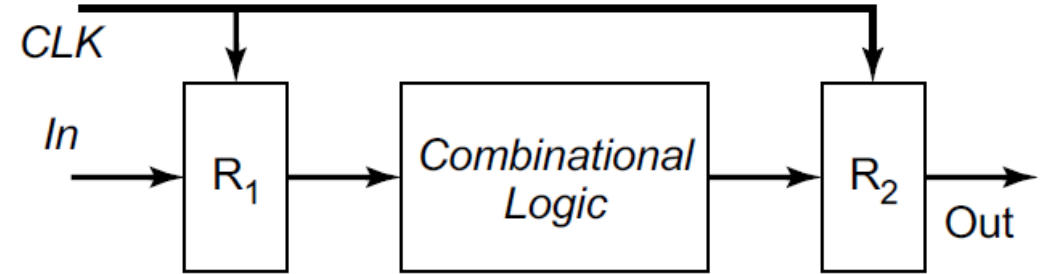 CLK
In
R₁
Combinational
Logic
R₂
Out